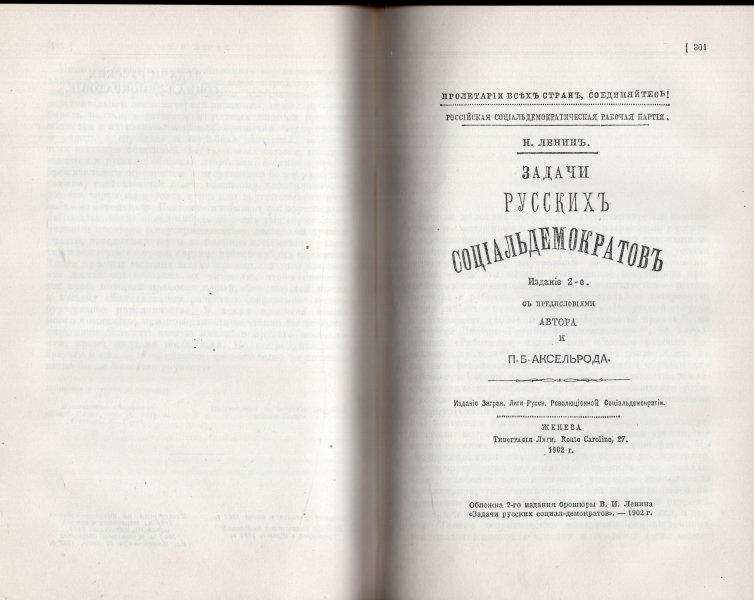 [ 301
ПРОЛЕТАРІИ ВСѢХЪ СТРАНЪ, СОЕДИНЯЙТЕСЬ!
РОССІЙСКАЯ СОЦІАЛЬДЕМОКРАТИЧЕСКАЯ РАБОЧАЯ ПАРТІЯ.
Н. ЛЕНИНЪ.
ЗАДАЧИ
РУССКИХЪ
СОЦІАЛЬДЕМОКРАТОВЪ
Изданіе 2-е.
СЪ ПРЕДИСЛОВІЯМИ
АВТОРА
И
П. Б. АКСЕЛЬРОДА.
Изданіе Загран. Лиги Русск. Революціонной Соціальдемократіи.
ЖЕНЕВА
Типографія Лиги, Route Caroline, 27.
1902 г.
Обложка 2-го издания брошюры В. И. Ленина
«Задачи русских социал-демократов». — 1902 г.